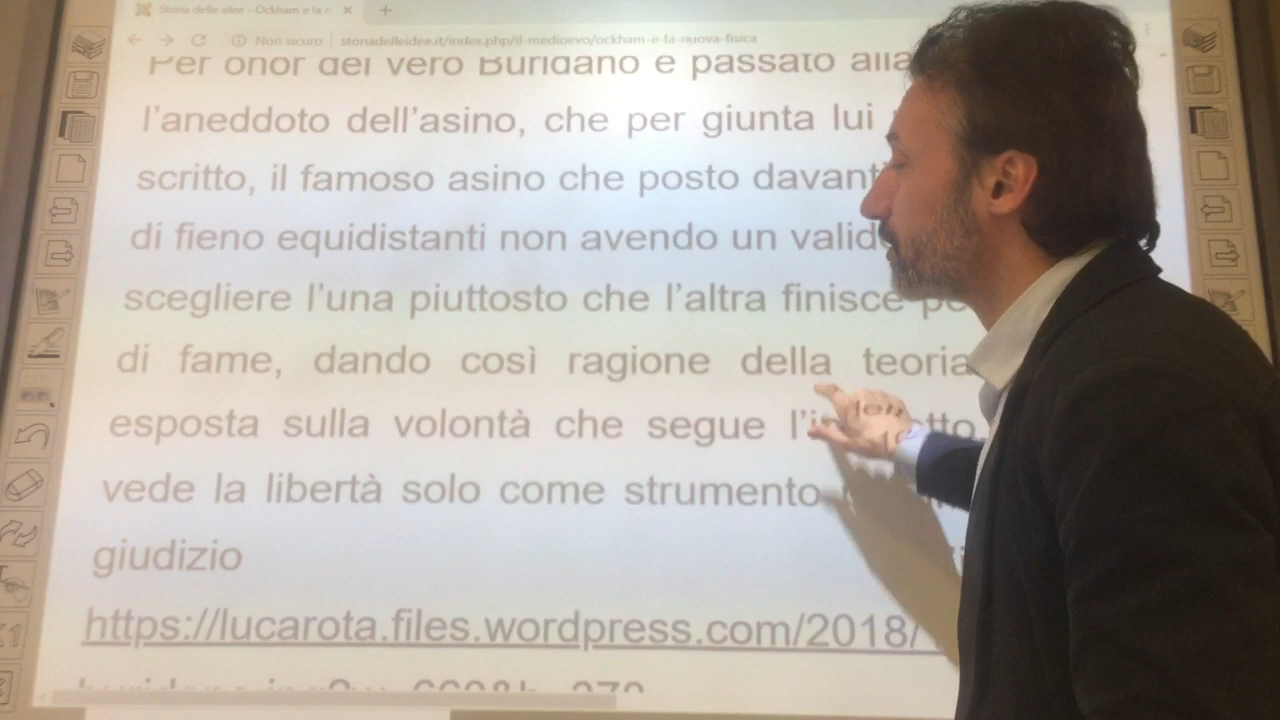 Storia delle idee - Ockham e la n
Non sicuro | storiadelleidee.it/index.php/il-medioevo/ockham-e-la-nuova-fisica
Per onor del vero Buridano è passato alla
l'aneddoto dell'asino, che per giunta lui
scritto, il famoso asino che posto
di fieno equidistanti non avendo un
scegliere l'una piuttosto che l'altra finisce
di fame, dando così ragione della teoria
esposta sulla volontà che segue
vede la libertà solo come strumento
giudizio
https://lucarota.files.wordpress.com/2018/